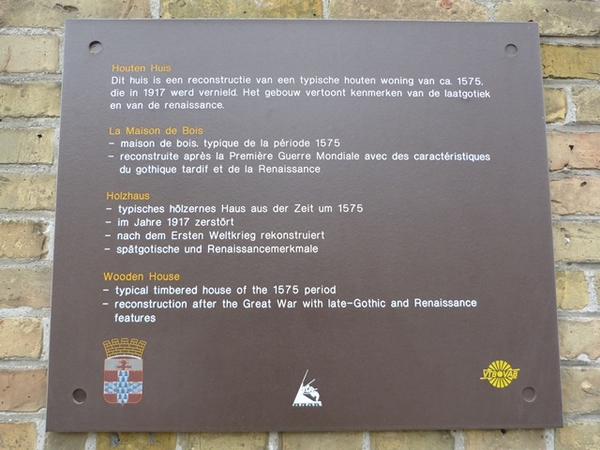 Houten Huis
Dit huis is een reconstructie van een typische houten woning van ca. 1575,
die in 1917 werd vernield. Het gebouw vertoont kenmerken van de laatgotiek
en van de renaissance.
La Maison de Bois
- maison de bois, typique de la période 1575
- reconstruite après la Première Guerre Mondiale avec des caractéristiques
du gothique tardif et de la Renaissance
Holzhaus
- typisches hölzernes Haus aus der Zeit um 1575
- im Jahre 1917 zerstört
- nach dem Ersten Weltkrieg rekonstruiert
- spätgotische und Renaissancemerkmale
Wooden House
- typical timbered house of the 1575 period
- reconstruction after the Great War with late-Gothic and Renaissance
features
VTB VAB